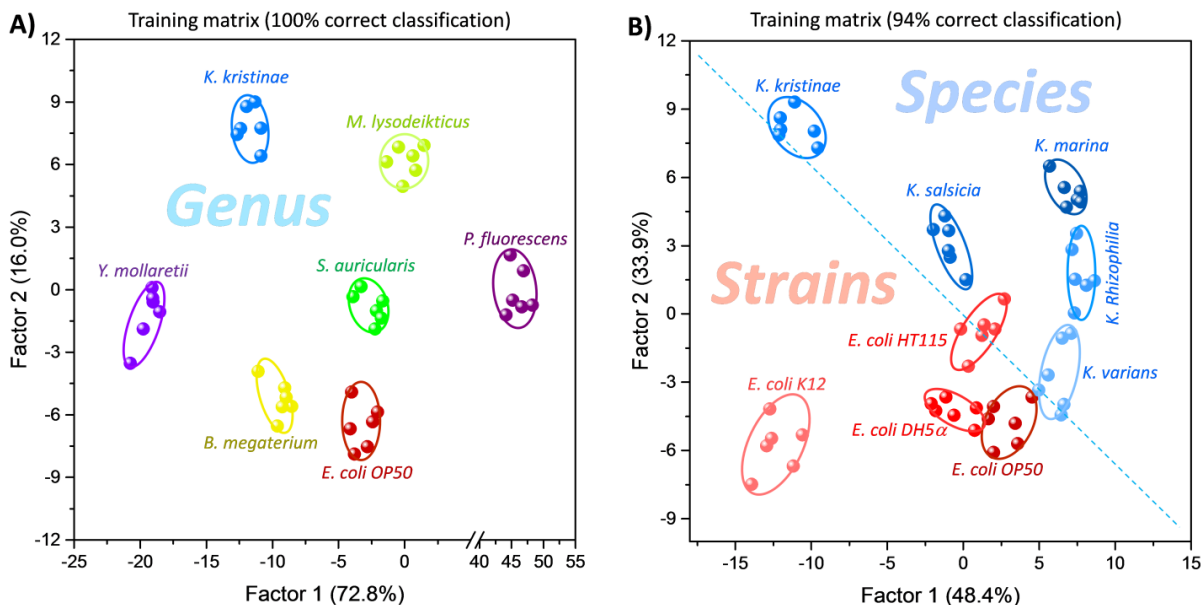 A)
Training matrix (100% correct classification)
12
9
6
3
0
-3
-6
-9
-12
Factor 2 (16.0%)
K. kristinae
M. lysodeikticus
Genus
P. fluorescens
Y. mollaretii
S. auricularis
B. megaterium
E. coli OP50
-25
-20
-15
-10
-5
0
40
45
50
55
Factor 1 (72.8%)
B)
Training matrix (94% correct classification)
12
9
6
3
0
-3
-6
-9
Factor 2 (33.9%)
K. kristinae
Species
K. marina
K. salsicia
K. Rhizophilia
Strains
E. coli HT115
K. varians
E. coli K12
E. coli DH5α
E. coli OP50
-15
-10
-5
0
5
10
15
Factor 1 (48.4%)